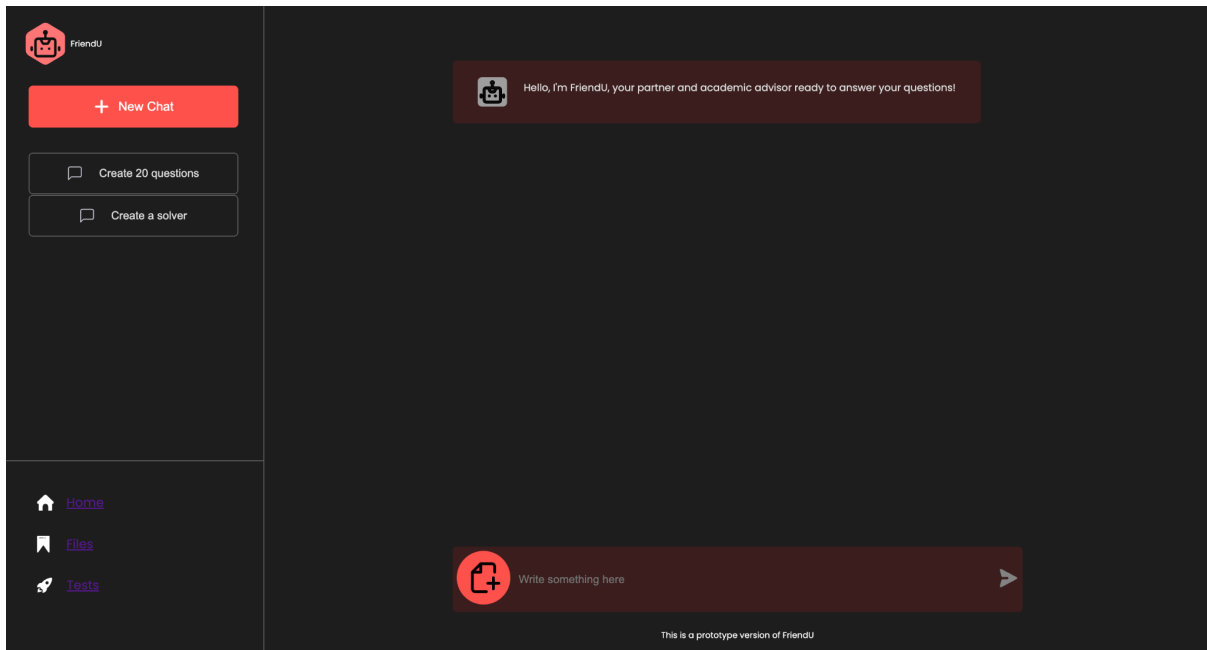 FriendU
New Chat
Create 20 questions
Create a solver
Home
Files
Tests
Hello, I'm FriendU, your partner and academic advisor ready to answer your questions!
Write something here
This is a prototype version of FriendU